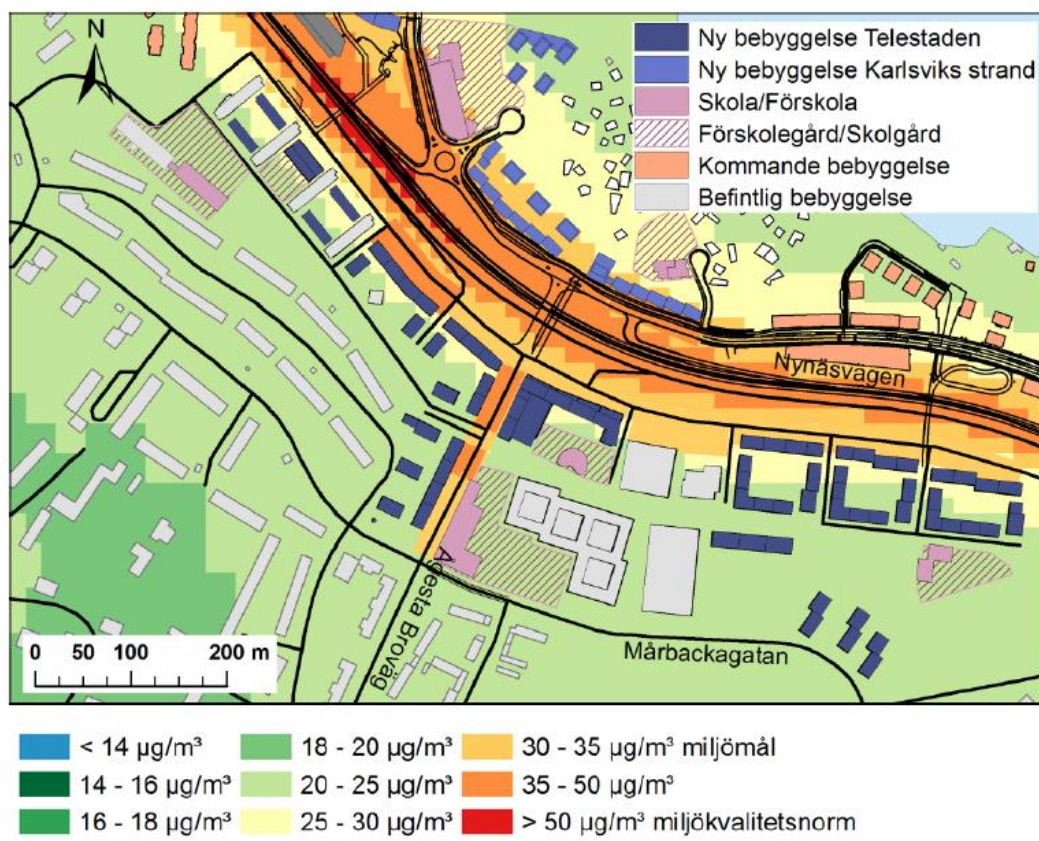 N
Ny bebyggelse Telestaden
Ny bebyggelse Karlsviks strand
Skola/Förskola
Förskolegård/Skolgård
Kommande bebyggelse
Befintlig bebyggelse
Nynäsvägen
Ågesta Broväg
Mårbackagatan
0 50 100 200 m
< 14 µg/m³ 18 - 20 µg/m³ 30 - 35 µg/m³ miljömål
14 - 16 µg/m³ 20 - 25 µg/m³ 35 - 50 µg/m³
16 - 18 µg/m³ 25 - 30 µg/m³ > 50 µg/m³ miljökvalitetsnorm